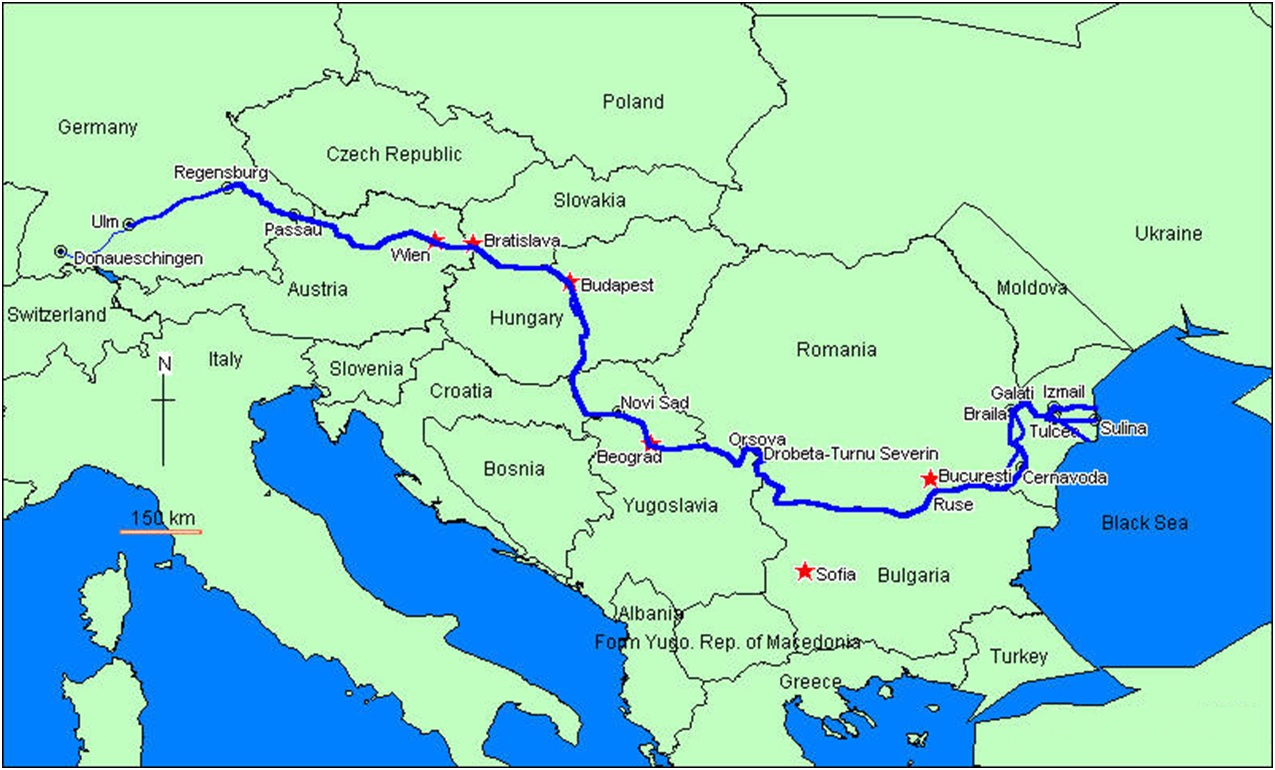 Poland
Germany
Czech Republic
Regensburg
Slovakia
Ulm
Passau
Ukraine
Bratislava
Wien
Donaueschingen
Budapest
Austria
Moldova
Switzerland
Hungary
Romania
N
Italy
Slovenia
Croatia
Galati
Izmail
Novi Sad
Braila
Sulina
Tulcea
Orsova
Drobeta-Turnu Severin
Beograd
Bosnia
Bucuresti
Cernavoda
Yugoslavia
Ruse
150 km
Black Sea
Sofia
Bulgaria
Albania
Form Yugo. Rep. of Macedonia
Turkey
Greece